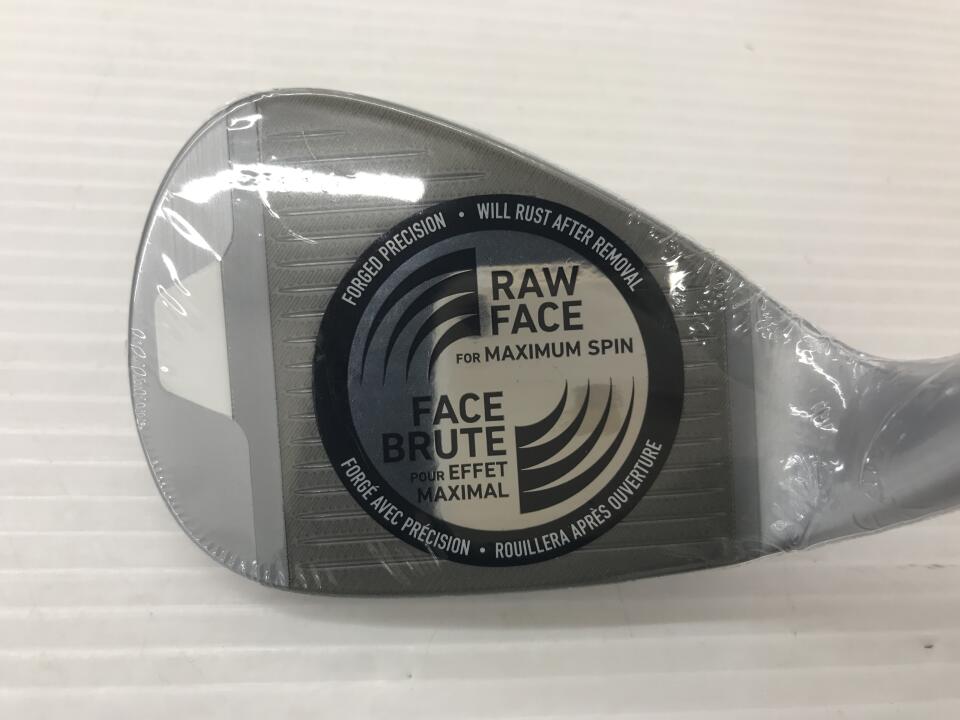 FORGED PRECISION • WILL RUST AFTER REMOVAL
RAW
FACE
FOR MAXIMUM SPIN
FACE
BRUTE
POUR EFFET
MAXIMAL
FORGÉ AVEC PRÉCISION • ROUILLERA APRÈS OUVERTURE